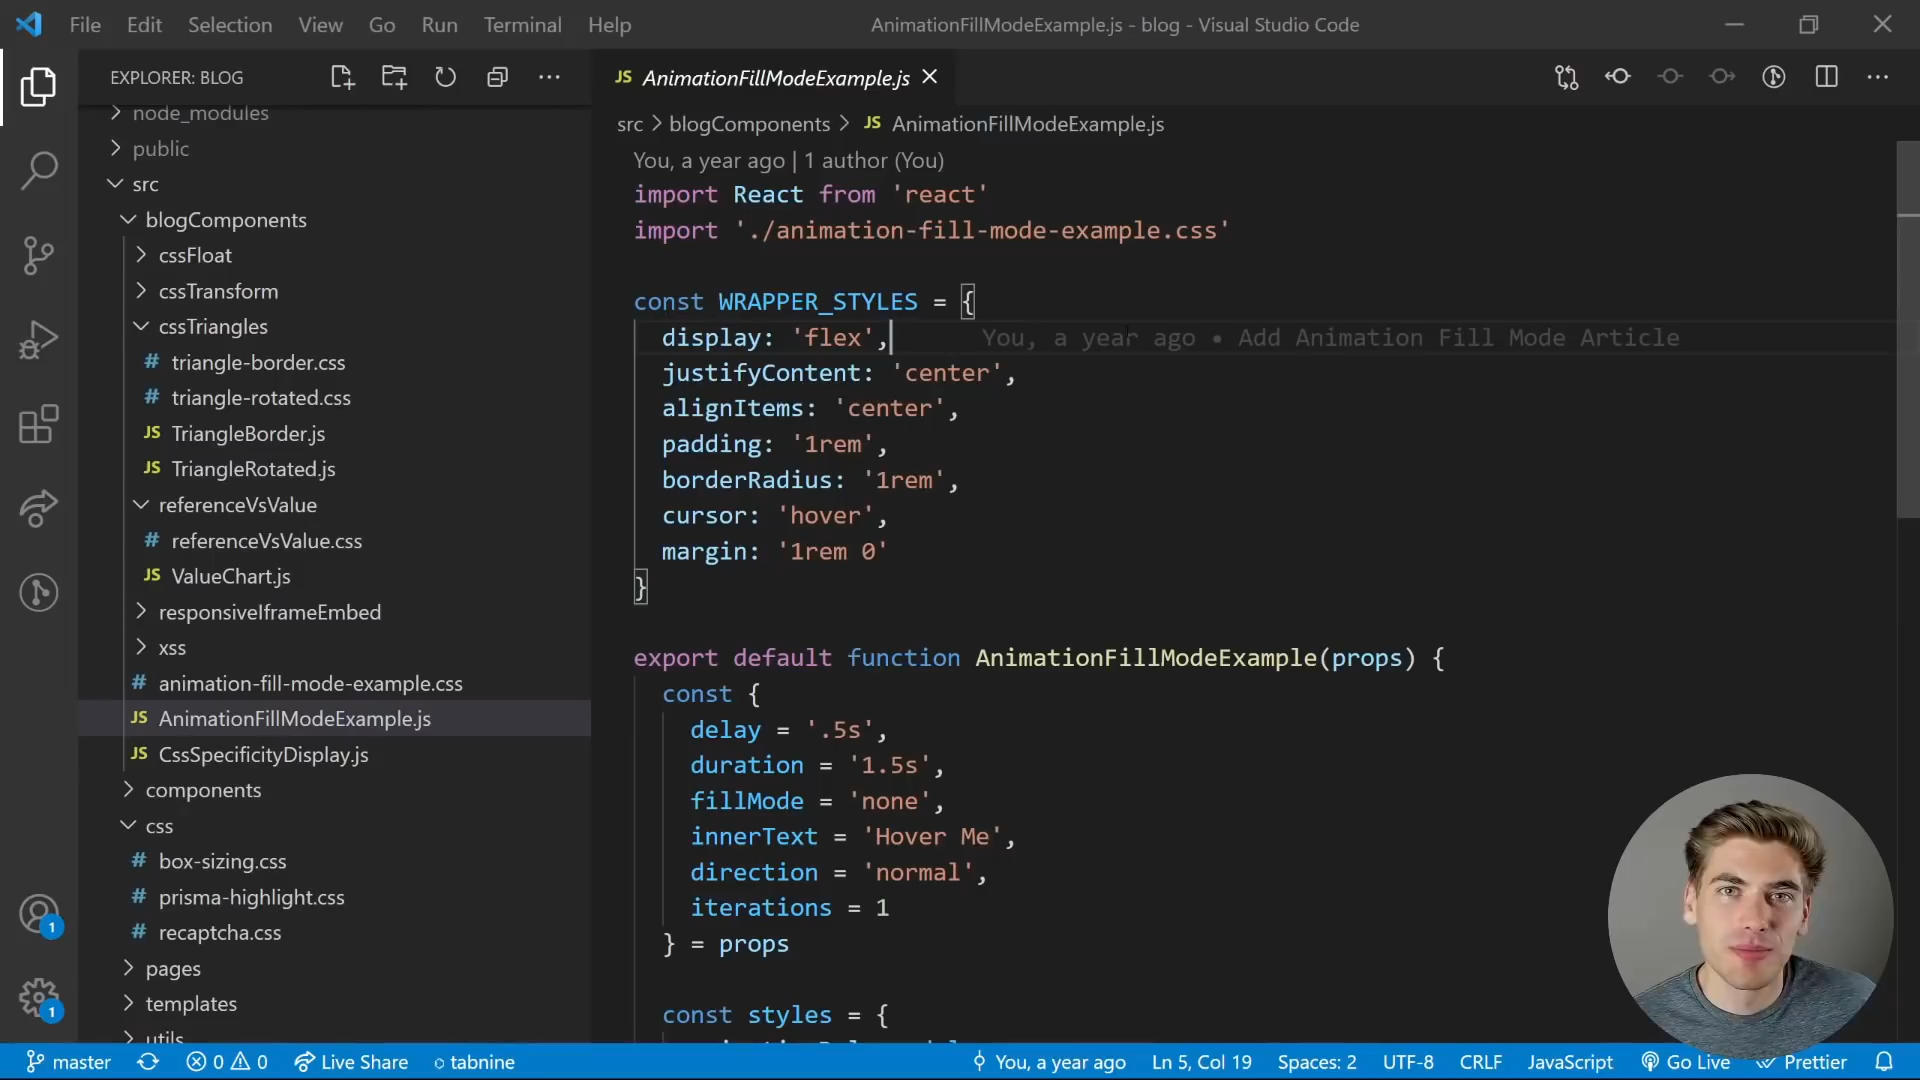 File Edit Selection View Go Run Terminal Help
AnimationFillModeExample.js - blog - Visual Studio Code
EXPLORER: BLOG
node_modules
public
src
blogComponents
cssFloat
cssTransform
cssTriangles
# triangle-border.css
# triangle-rotated.css
JS TriangleBorder.js
JS TriangleRotated.js
referenceVsValue
# referenceVsValue.css
JS ValueChart.js
responsiveIframeEmbed
xss
# animation-fill-mode-example.css
JS AnimationFillModeExample.js
JS CssSpecificityDisplay.js
components
css
# box-sizing.css
# prisma-highlight.css
# recaptcha.css
pages
templates
utils
1
1
JS AnimationFillModeExample.js
src > blogComponents > JS AnimationFillModeExample.js
You, a year ago | 1 author (You)
import React from 'react'
import './animation-fill-mode-example.css'
const WRAPPER_STYLES = {
display: 'flex', You, a year ago • Add Animation Fill Mode Article
justifyContent: 'center',
alignItems: 'center',
padding: '1rem',
borderRadius: '1rem',
cursor: 'hover',
margin: '1rem 0'
}
export default function AnimationFillModeExample(props) {
const {
delay = '.5s',
duration = '1.5s',
fillMode = 'none',
innerText = 'Hover Me',
direction = 'normal',
iterations = 1
} = props
const styles = {
master 0 0 Live Share tabnine You, a year ago Ln 5, Col 19 Spaces: 2 UTF-8 CRLF JavaScript Go Live Prettier